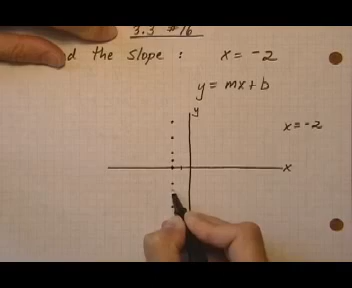 3.3 #16
d the slope : x = -2
y = mx + b
y
x = -2
x